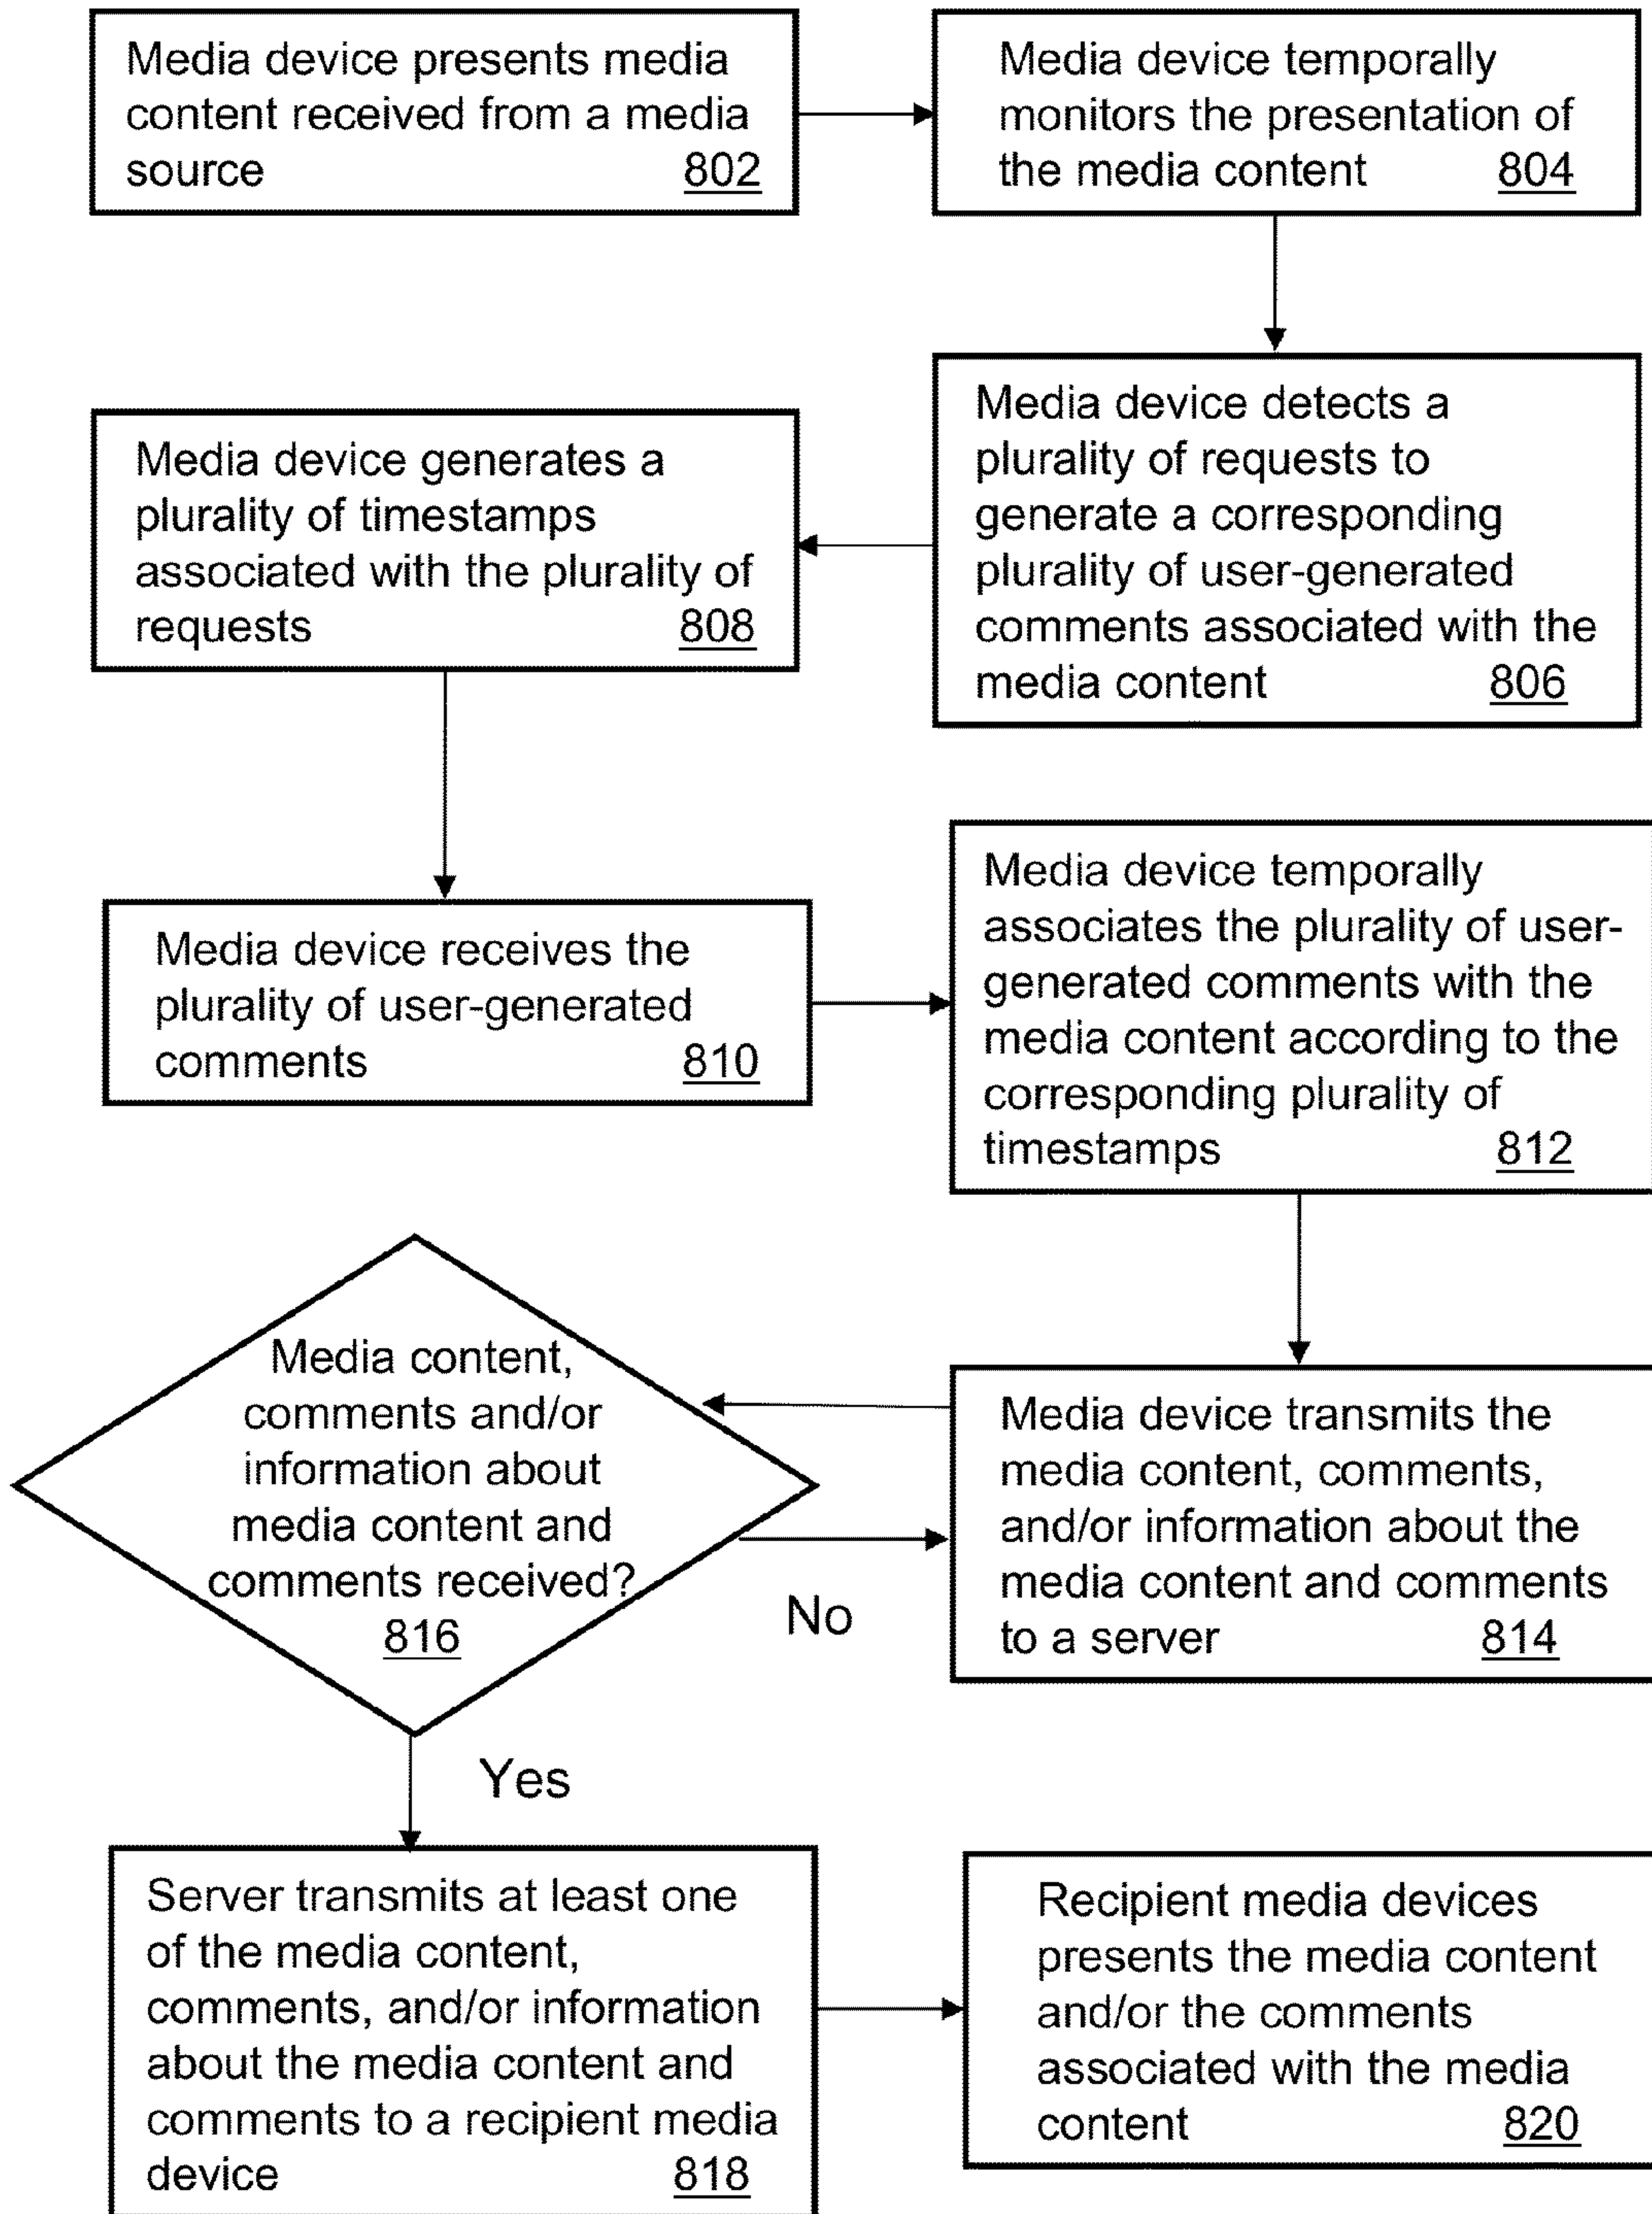 Media device presents media
content received from a media
source 802
Media device temporally
monitors the presentation of
the media content 804
Media device detects a
plurality of requests to
generate a corresponding
plurality of user-generated
comments associated with the
media content 806
Media device generates a
plurality of timestamps
associated with the plurality of
requests 808
Media device receives the
plurality of user-generated
comments 810
Media device temporally
associates the plurality of user-
generated comments with the
media content according to the
corresponding plurality of
timestamps 812
Media device transmits the
media content, comments,
and/or information about the
media content and comments
to a server 814
Media content,
comments and/or
information about
media content and
comments received?
816
No
Yes
Server transmits at least one
of the media content,
comments, and/or information
about the media content and
comments to a recipient media
device 818
Recipient media devices
presents the media content
and/or the comments
associated with the media
content 820